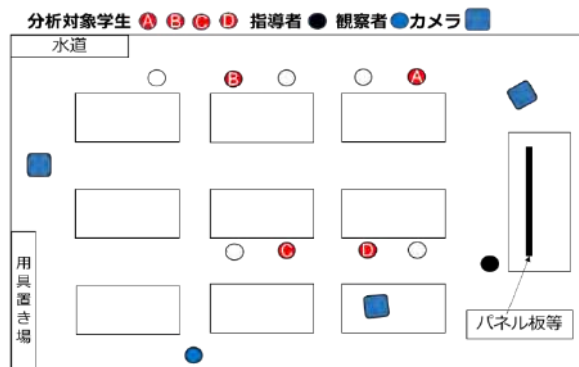 分析対象学生 A B C D 指導者 観察者 カメラ
水道
B A
C D
用具置き場
パネル板等